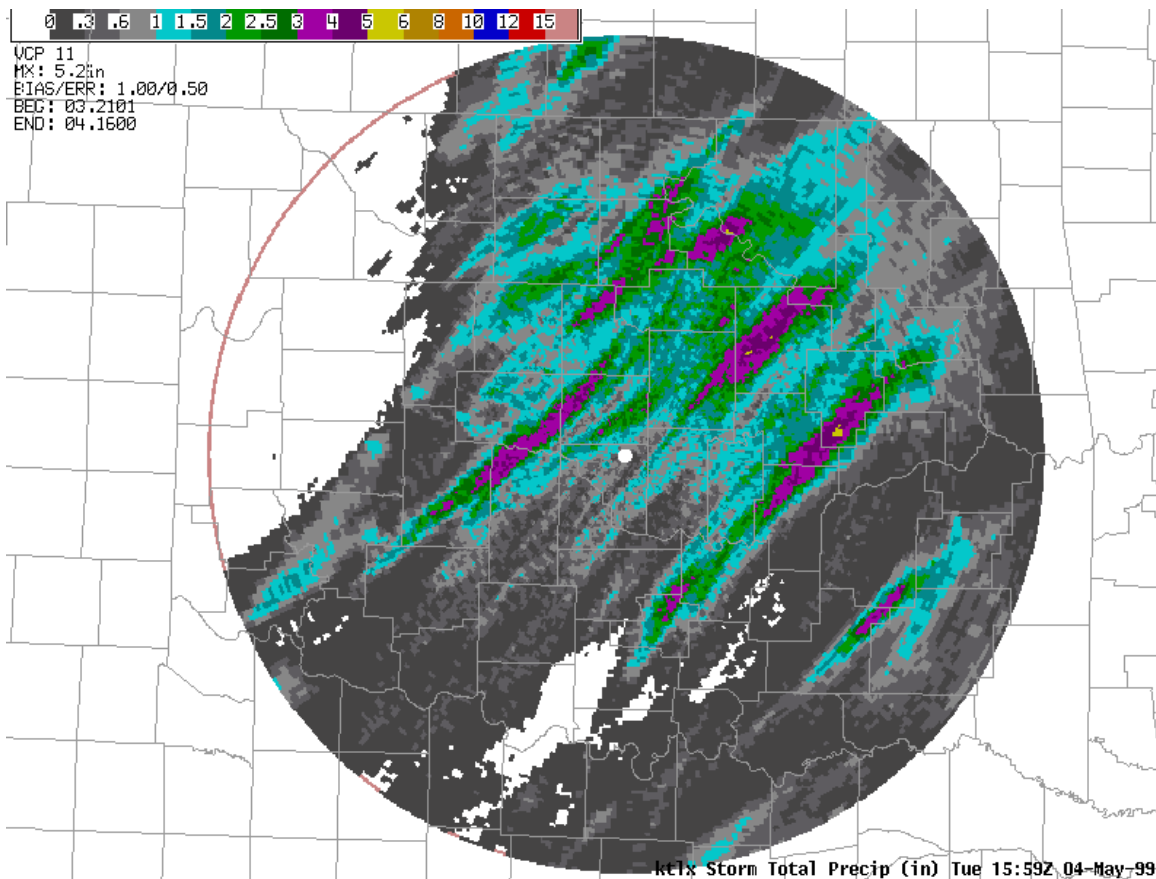 0 .3 .6 1 1.5 2 2.5 3 4 5 6 8 10 12 15
VCP 11
MX: 5.2in
BIAS/ERR: 1.00/0.50
BEG: 03.2101
END: 04.1600
ktlx Storm Total Precip (in) Tue 15:59Z 04-May-99